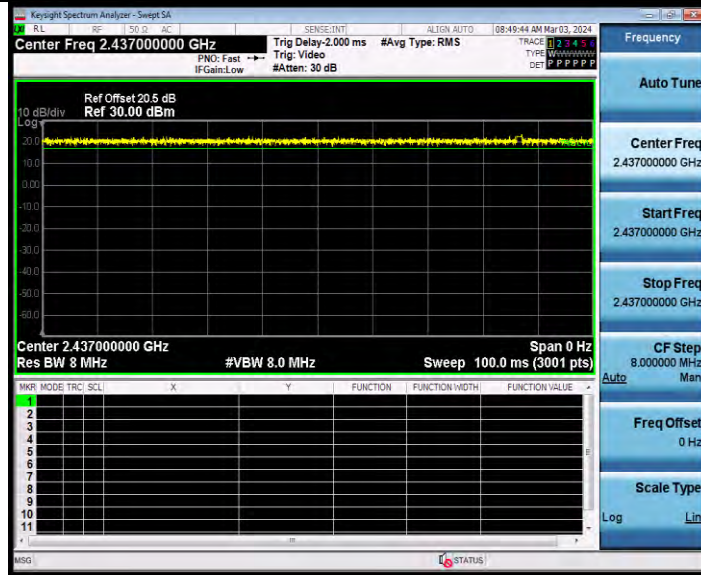 Keysight Spectrum Analyzer - Swept SA
LXI RL RF 50 Ω AC SENSE:INT ALIGN AUTO 08:49:44 AM Mar 03, 2024
Center Freq 2.437000000 GHz
PNO: Fast
IFGain:Low
Trig Delay-2.000 ms
Trig: Video
#Atten: 30 dB
#Avg Type: RMS
TRACE 1 2 3 4 5 6
TYPE
DET P P P P P P
10 dB/div
Log
Ref Offset 20.5 dB
Ref 30.00 dBm
20.0
10.0
0.00
-10.0
-20.0
-30.0
-40.0
-50.0
-60.0
Center 2.437000000 GHz
Span 0 Hz
Res BW 8 MHz
#VBW 8.0 MHz
Sweep 100.0 ms (3001 pts)
MKR MODE TRC SCL X Y FUNCTION FUNCTION WIDTH FUNCTION VALUE
1
2
3
4
5
6
7
8
9
10
11
MSG
STATUS
Frequency
Auto Tune
Center Freq
2.437000000 GHz
Start Freq
2.437000000 GHz
Stop Freq
2.437000000 GHz
CF Step
8.000000 MHz
Auto Man
Freq Offset
0 Hz
Scale Type
Log Lin